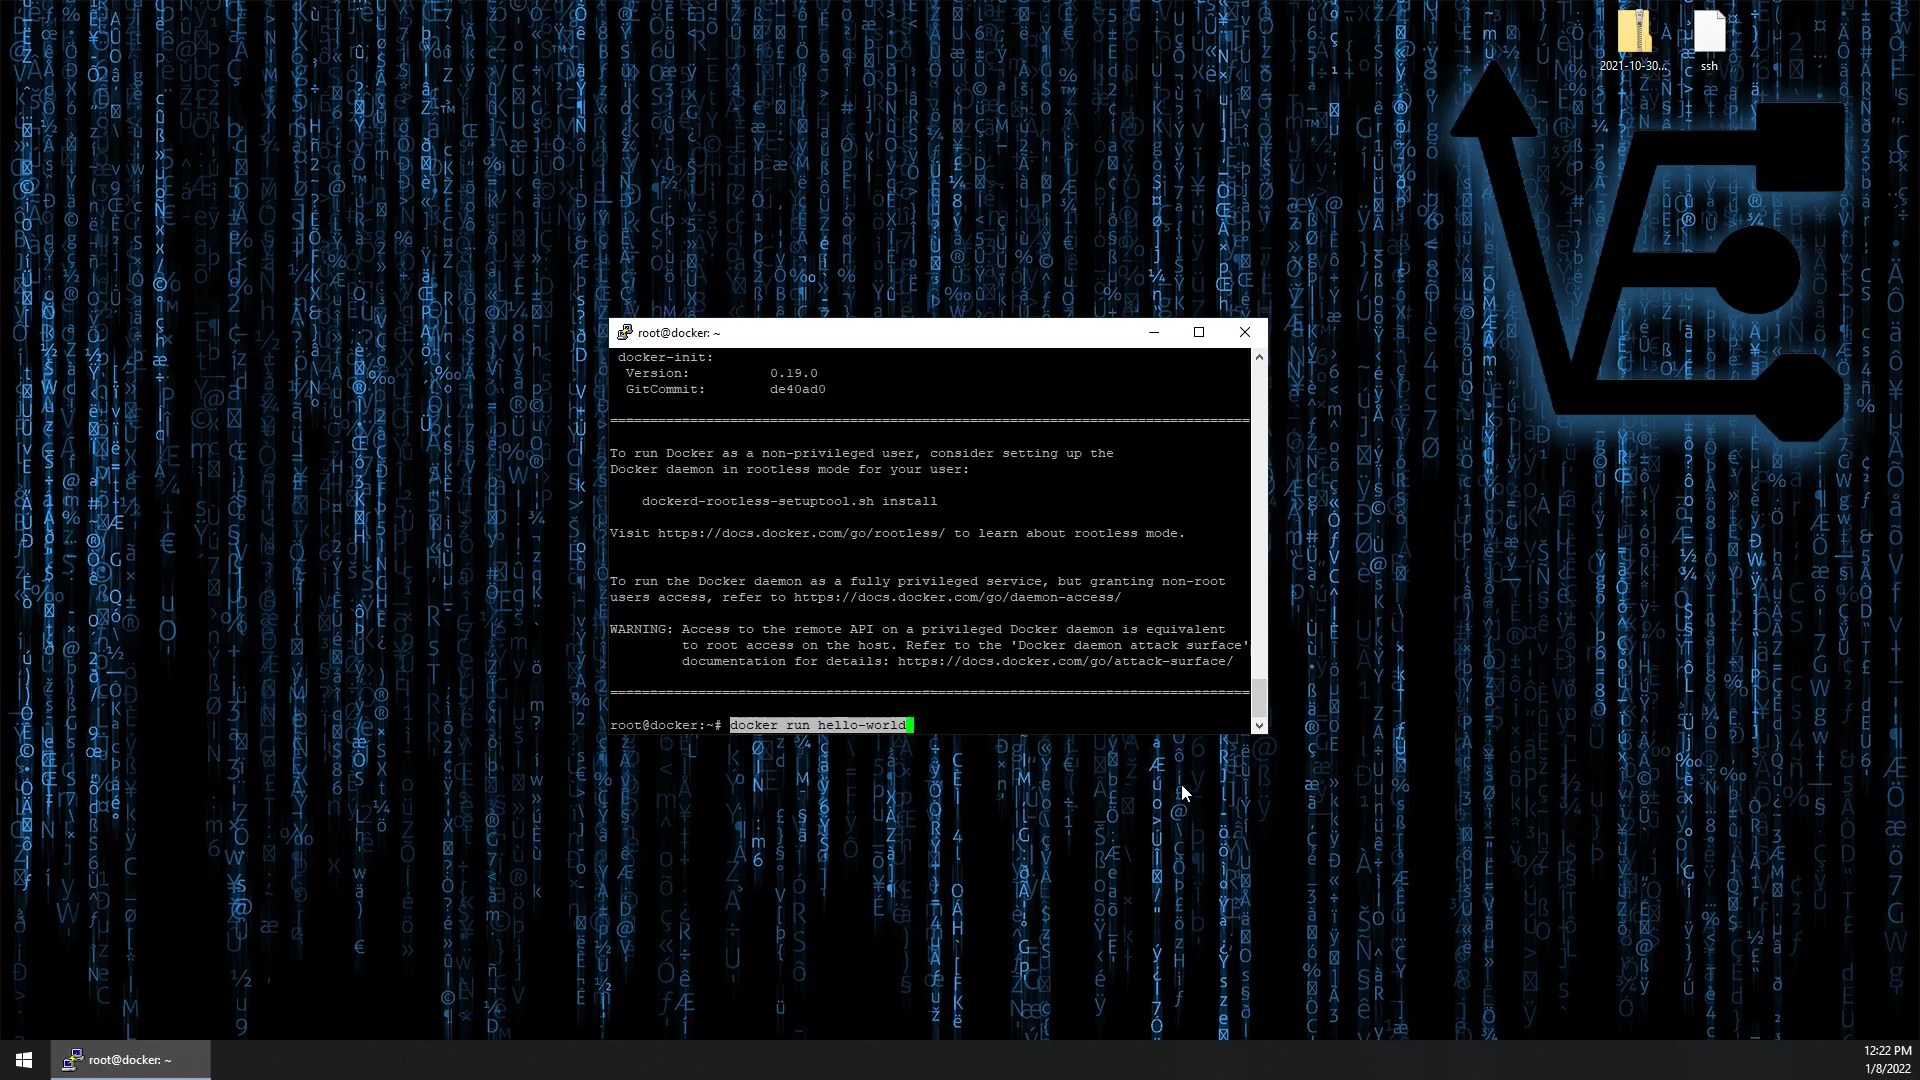 2021-10-30...
ssh
root@docker: ~
docker-init:
Version: 0.19.0
GitCommit: de40ad0
================================================================================
To run Docker as a non-privileged user, consider setting up the
Docker daemon in rootless mode for your user:
dockerd-rootless-setuptool.sh install
Visit https://docs.docker.com/go/rootless/ to learn about rootless mode.
To run the Docker daemon as a fully privileged service, but granting non-root
users access, refer to https://docs.docker.com/go/daemon-access/
WARNING: Access to the remote API on a privileged Docker daemon is equivalent
to root access on the host. Refer to the 'Docker daemon attack surface'
documentation for details: https://docs.docker.com/go/attack-surface/
================================================================================
root@docker:~# docker run hello-world
root@docker: ~
12:22 PM
1/8/2022